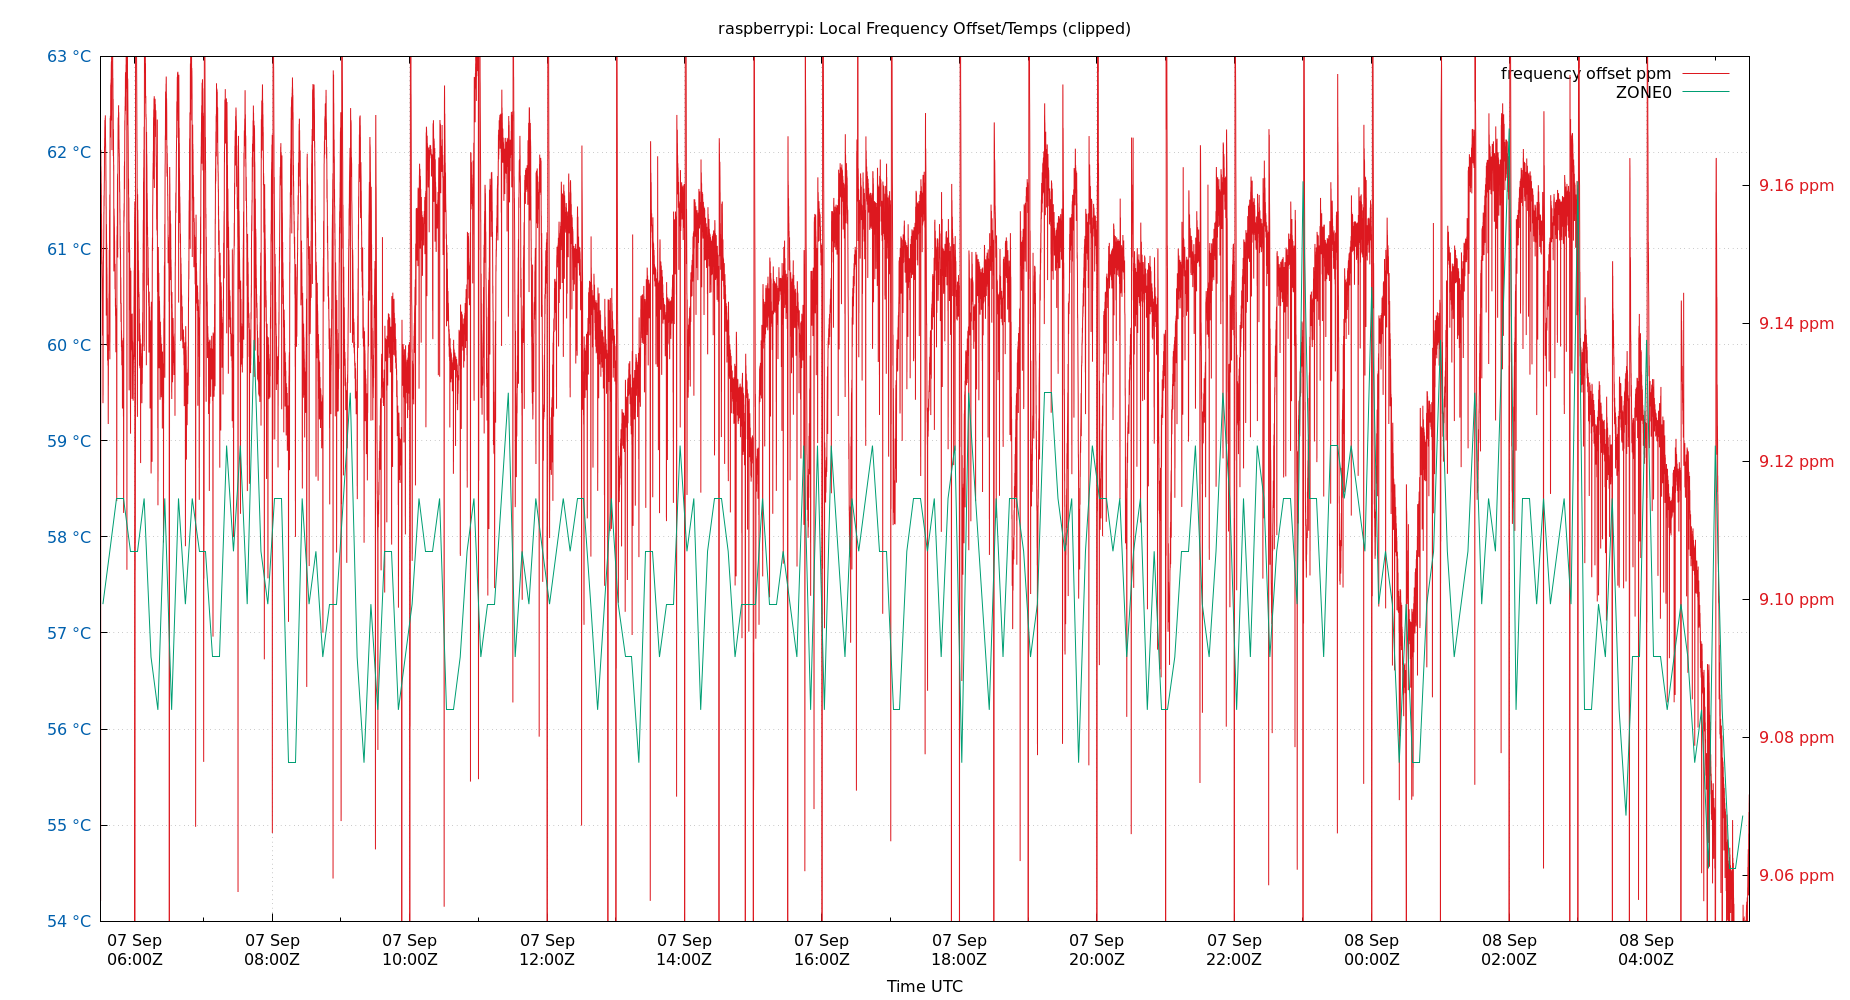 raspberrypi: Local Frequency Offset/Temps (clipped)
63 °C
62 °C
61 °C
60 °C
59 °C
58 °C
57 °C
56 °C
55 °C
54 °C
frequency offset ppm
ZONE0
9.16 ppm
9.14 ppm
9.12 ppm
9.10 ppm
9.08 ppm
9.06 ppm
07 Sep 07 Sep 07 Sep 07 Sep 07 Sep 07 Sep 07 Sep 07 Sep 07 Sep 08 Sep 08 Sep 08 Sep
06:00Z 08:00Z 10:00Z 12:00Z 14:00Z 16:00Z 18:00Z 20:00Z 22:00Z 00:00Z 02:00Z 04:00Z
Time UTC